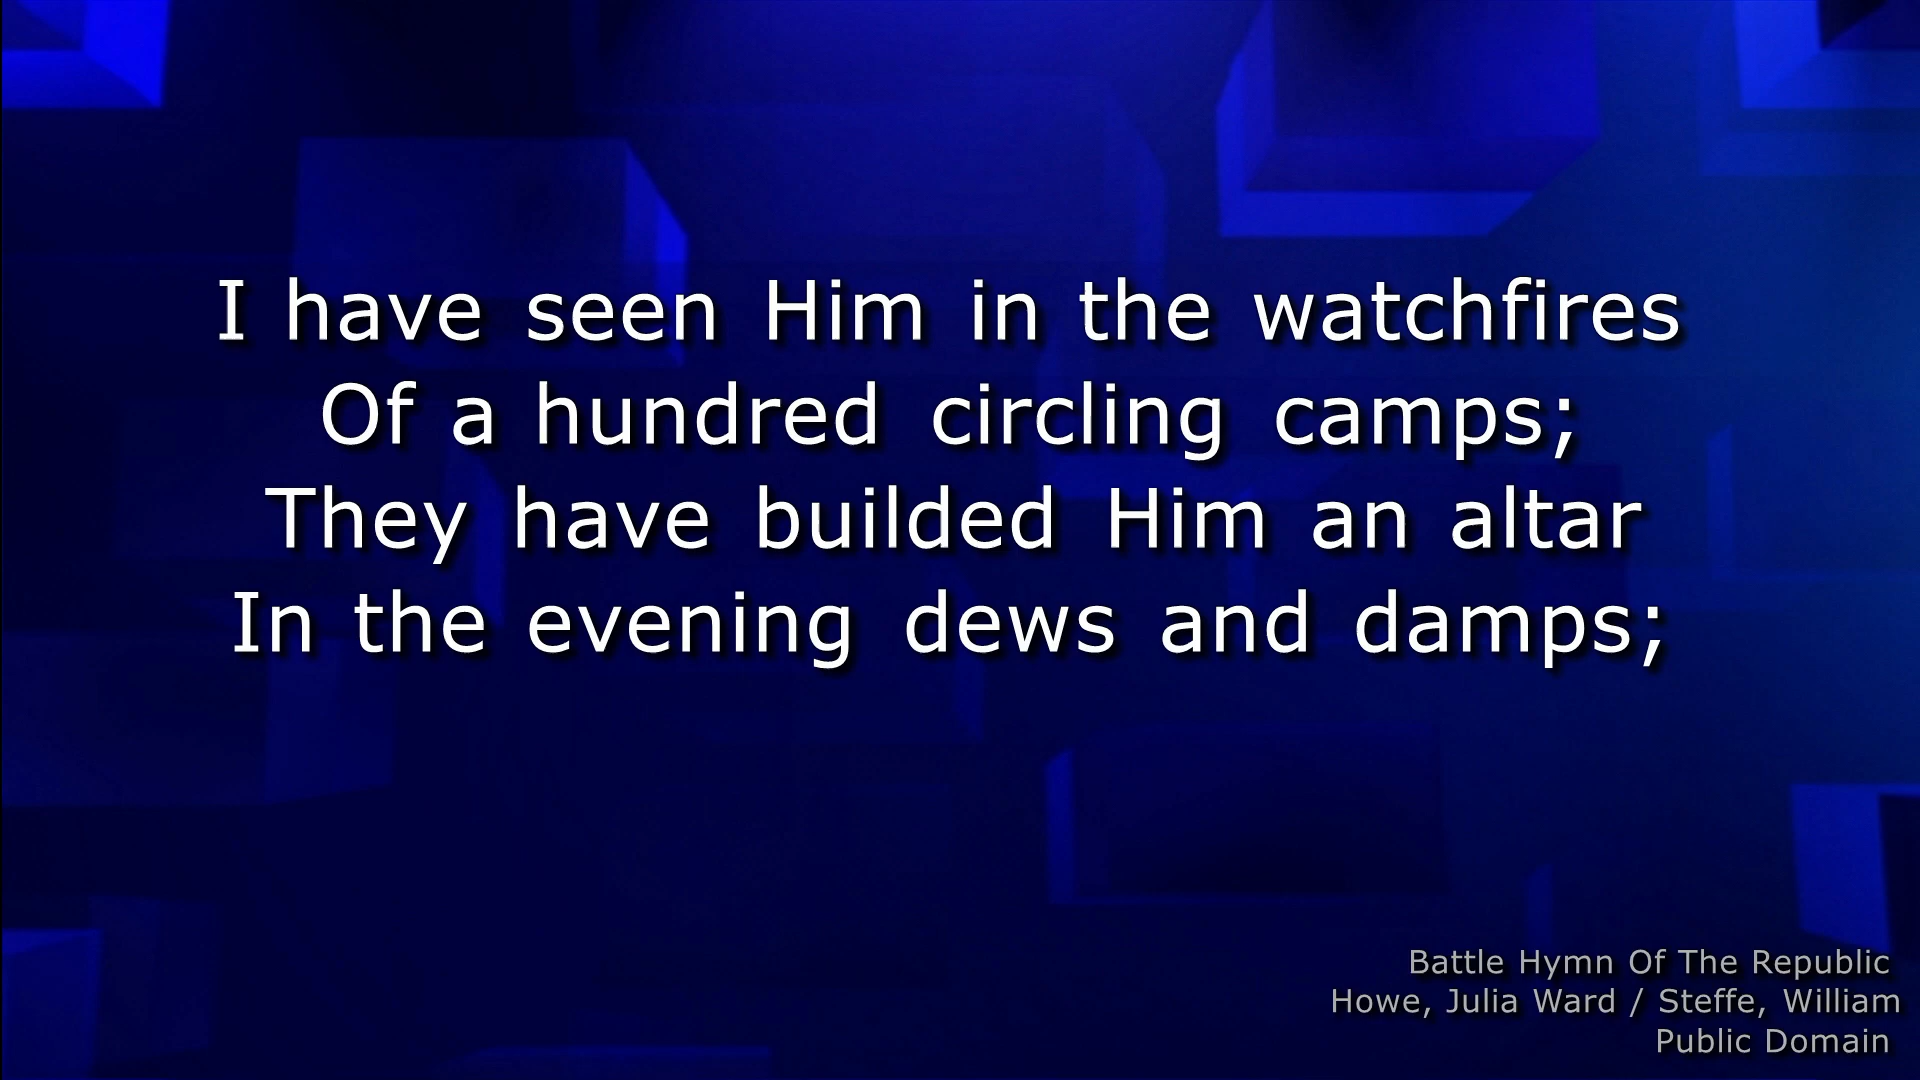 I have seen Him in the watchfires
Of a hundred circling camps;
They have builded Him an altar
In the evening dews and damps;
Battle Hymn Of The Republic
Howe, Julia Ward / Steffe, William
Public Domain